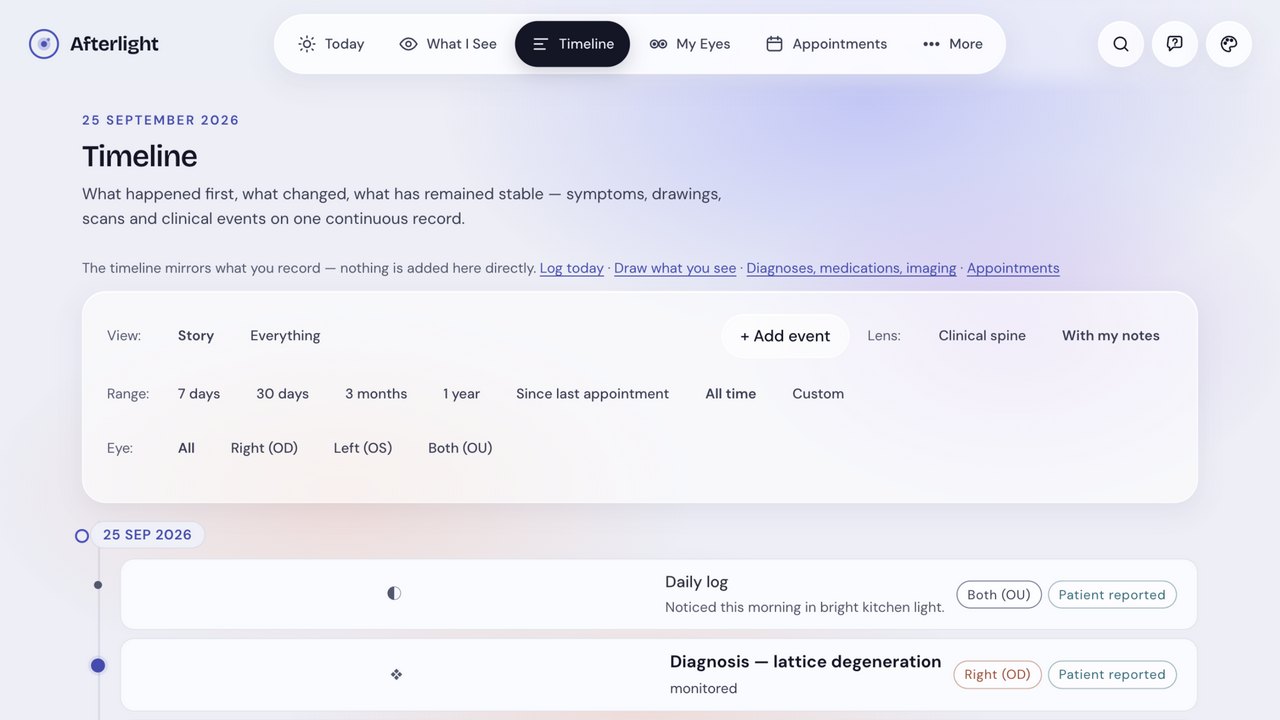 Afterlight
Today
What I See
Timeline
My Eyes
Appointments
More
25 SEPTEMBER 2026
Timeline
What happened first, what changed, what has remained stable — symptoms, drawings,
scans and clinical events on one continuous record.
The timeline mirrors what you record — nothing is added here directly. Log today · Draw what you see · Diagnoses, medications, imaging · Appointments
View: Story Everything + Add event Lens: Clinical spine With my notes
Range: 7 days 30 days 3 months 1 year Since last appointment All time Custom
Eye: All Right (OD) Left (OS) Both (OU)
25 SEP 2026
Daily log
Noticed this morning in bright kitchen light.
Both (OU) Patient reported
Diagnosis — lattice degeneration
monitored
Right (OD) Patient reported